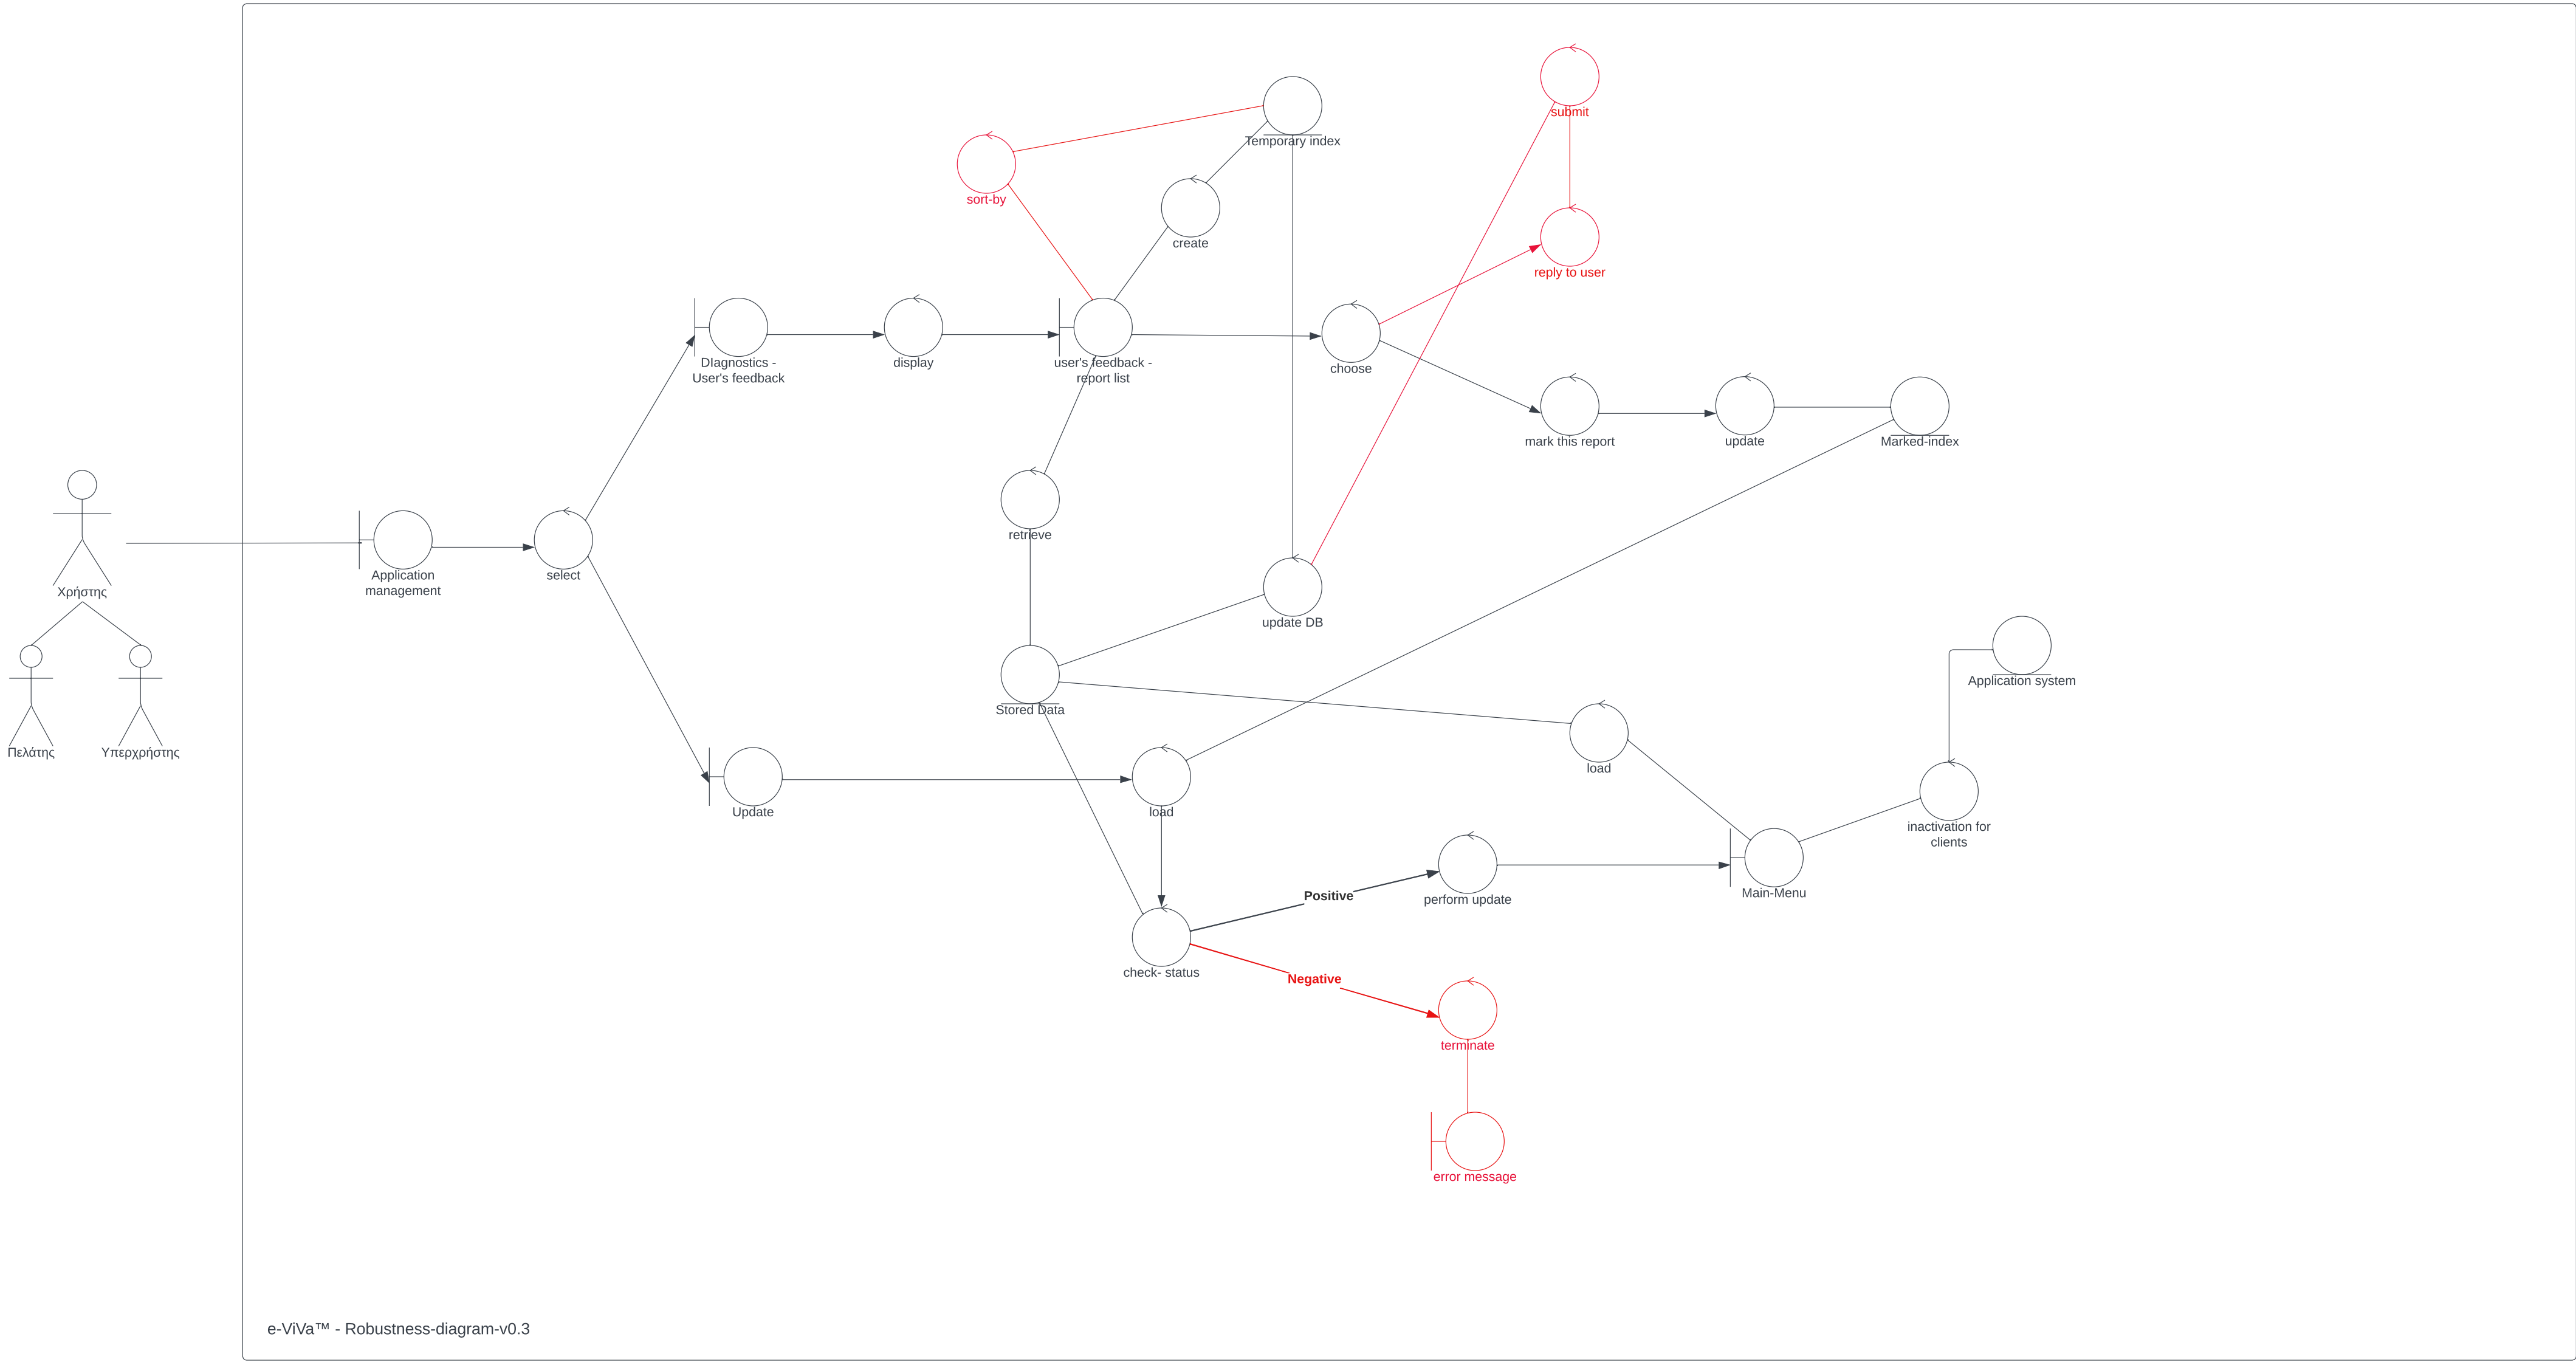 submit
Temporary index
sort-by
create
reply to user
DIagnostics -
User's feedback
display
user's feedback -
report list
choose
mark this report
update
Marked-index
retrieve
Application
management
select
Χρήστης
update DB
Application system
Stored Data
Πελάτης
Υπερχρήστης
load
Update
load
inactivation for
clients
Positive
perform update
Main-Menu
check- status
Negative
terminate
error message
e-ViVa™ - Robustness-diagram-v0.3